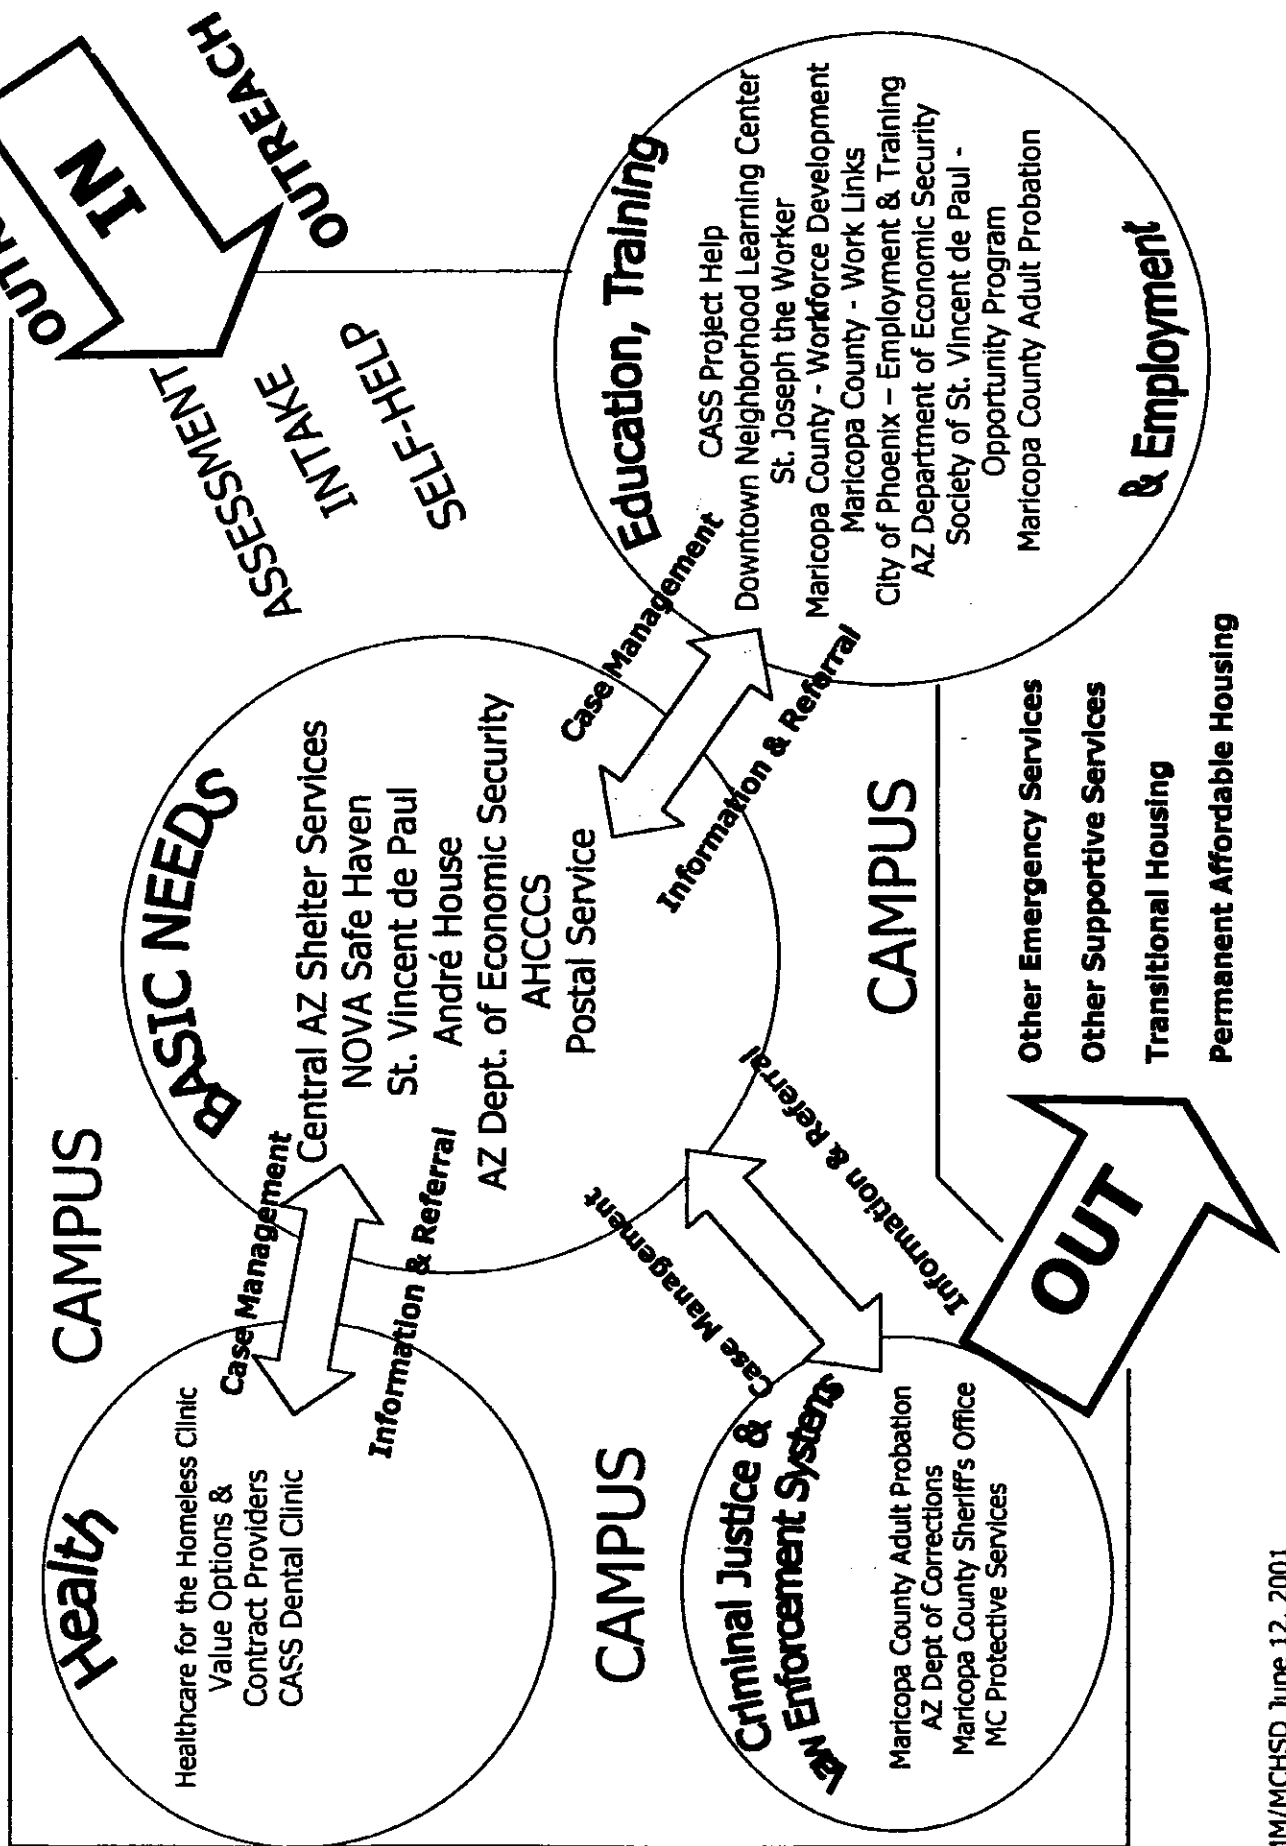 CAMPUS
Health
Healthcare for the Homeless Clinic
Value Options &
Contract Providers
CASS Dental Clinic
Case Management
Information & Referral
BASIC NEEDS
Central AZ Shelter Services
NOVA Safe Haven
St. Vincent de Paul
André House
AZ Dept. of Economic Security
AHCCCS
Postal Service
IN
OUTREACH
ASSESSMENT
INTAKE
SELF-HELP
Case Management
Information & Referral
Education, Training
CASS Project Help
Downtown Neighborhood Learning Center
St. Joseph the Worker
Maricopa County - Workforce Development
Maricopa County - Work Links
City of Phoenix – Employment & Training
AZ Department of Economic Security
Society of St. Vincent de Paul -
Opportunity Program
Maricopa County Adult Probation
& Employment
CAMPUS
Criminal Justice &
Law Enforcement Systems
Maricopa County Adult Probation
AZ Dept of Corrections
Maricopa County Sheriff's Office
MC Protective Services
Case Management
Information & Referral
CAMPUS
OUT
Other Emergency Services
Other Supportive Services
Transitional Housing
Permanent Affordable Housing
MCHSD June 12, 2001